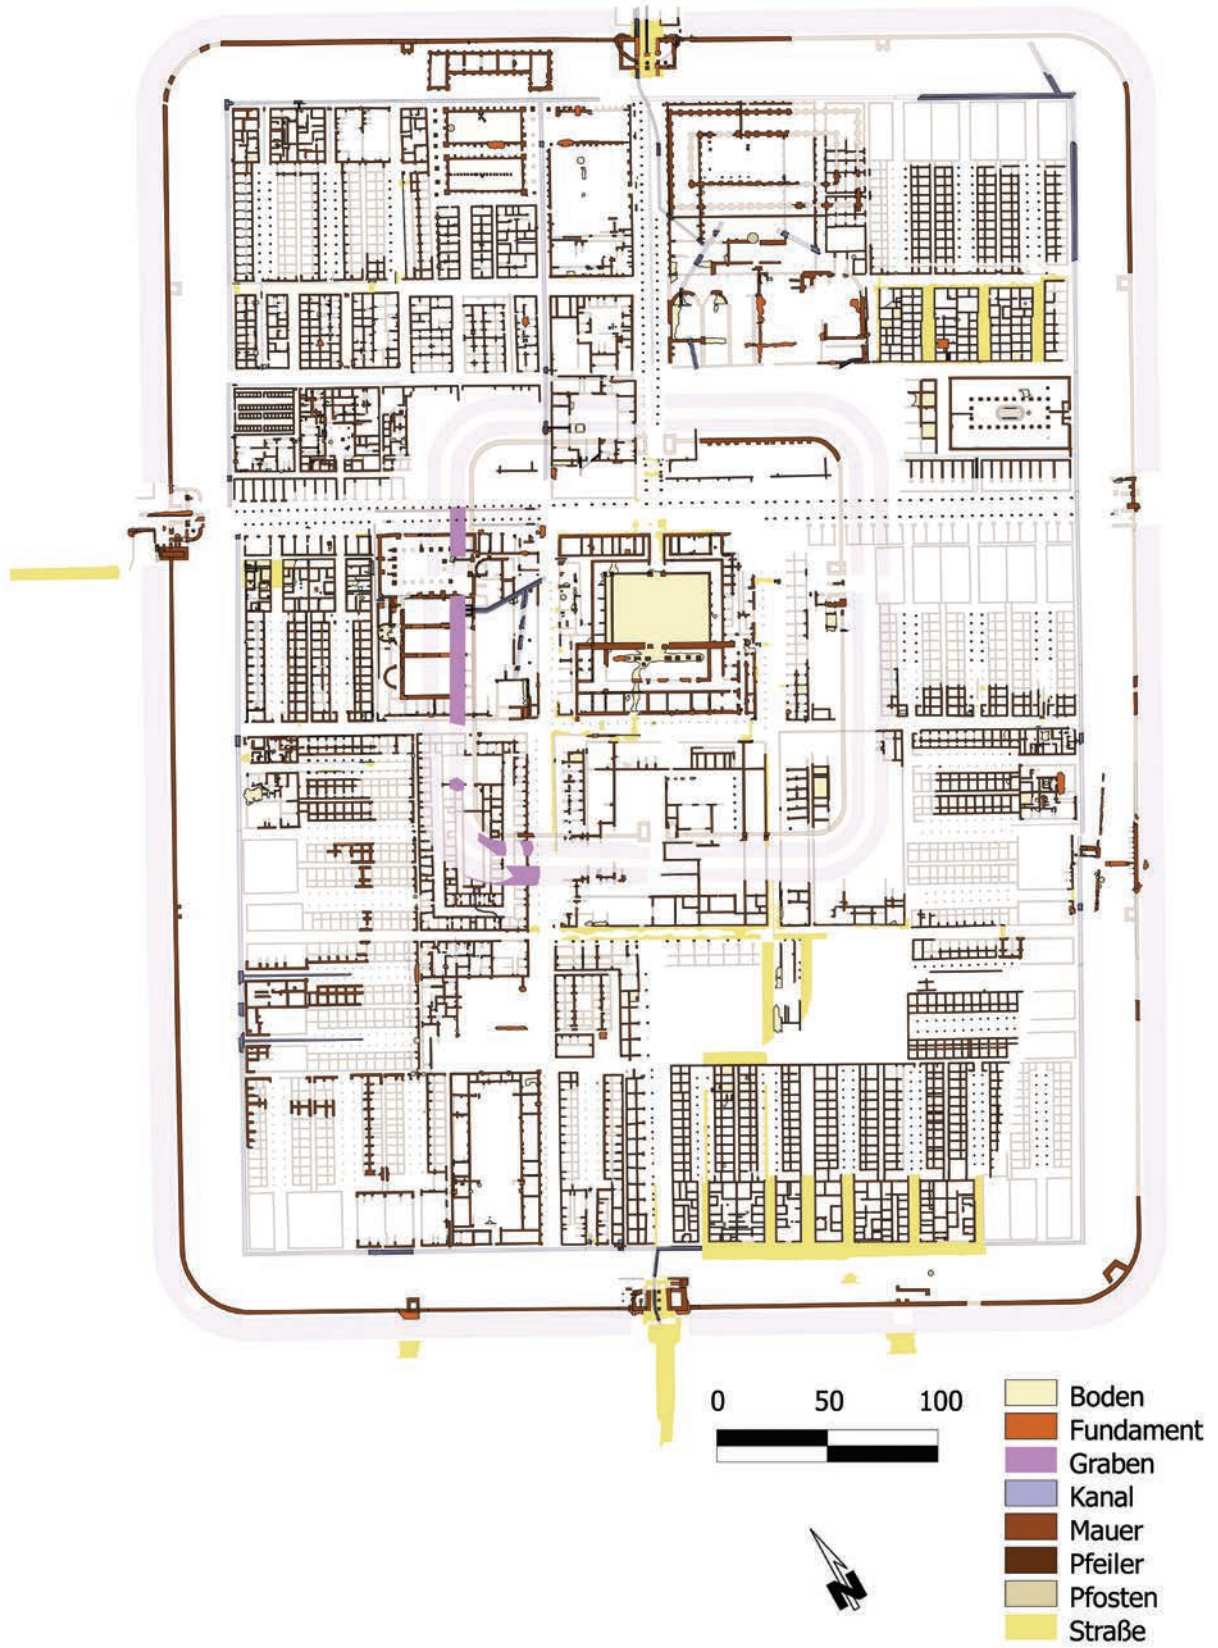 0 50 100
Boden
Fundament
Graben
Kanal
Mauer
Pfeiler
Pfosten
Straße
N